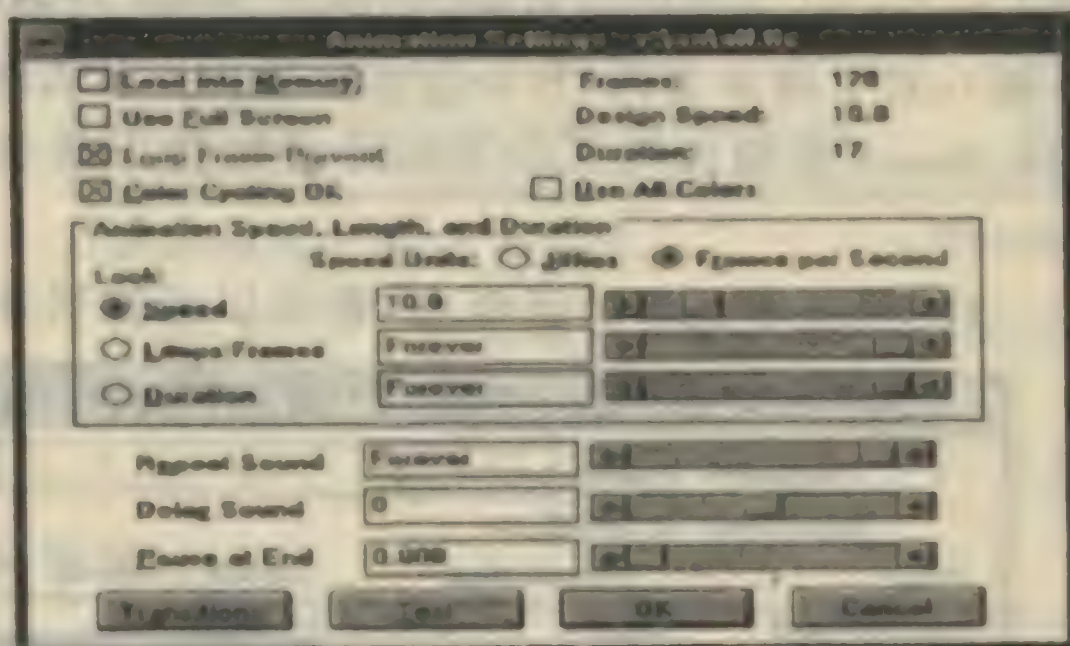 Animation Settings
Load into Memory
Frames: 170
Use Full Screen
Design Speed: 10.0
Loop Frame Present
Duration: 17
Color Cycling OK
Use All Colors
Animation Speed, Length, and Duration
Speed Units: Jiffies Frames per Second
Lock
Speed 10.0
Loops/Frames Forever
Duration Forever
Repeat Sound Forever
Delay Sound 0
Pause at End 0.000
Transition Test OK Cancel